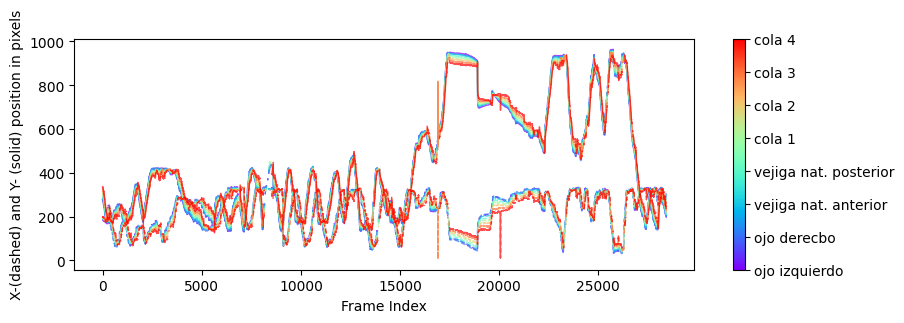 X-(dashed) and Y- (solid) position in pixels
1000
800
600
400
200
0
0 5000 10000 15000 20000 25000
Frame Index
cola 4
cola 3
cola 2
cola 1
vejiga nat. posterior
vejiga nat. anterior
ojo derecbo
ojo izquierdo